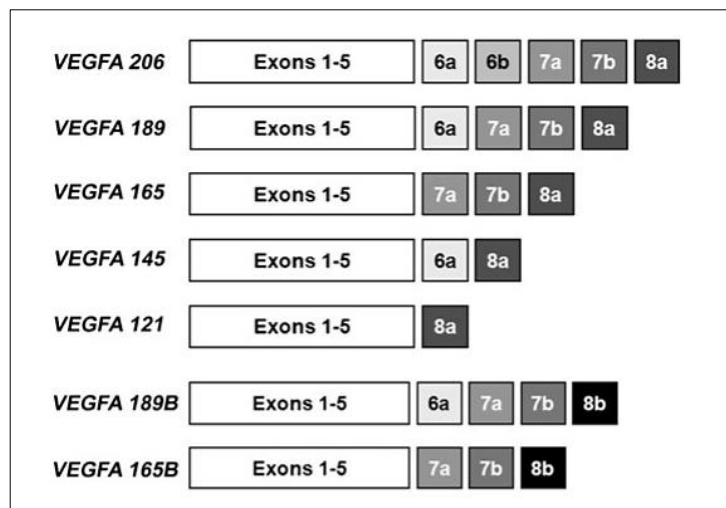 VEGFA 206 Exons 1-5 6a 6b 7a 7b 8a
VEGFA 189 Exons 1-5 6a 7a 7b 8a
VEGFA 165 Exons 1-5 7a 7b 8a
VEGFA 145 Exons 1-5 6a 8a
VEGFA 121 Exons 1-5 8a
VEGFA 189B Exons 1-5 6a 7a 7b 8b
VEGFA 165B Exons 1-5 7a 7b 8b